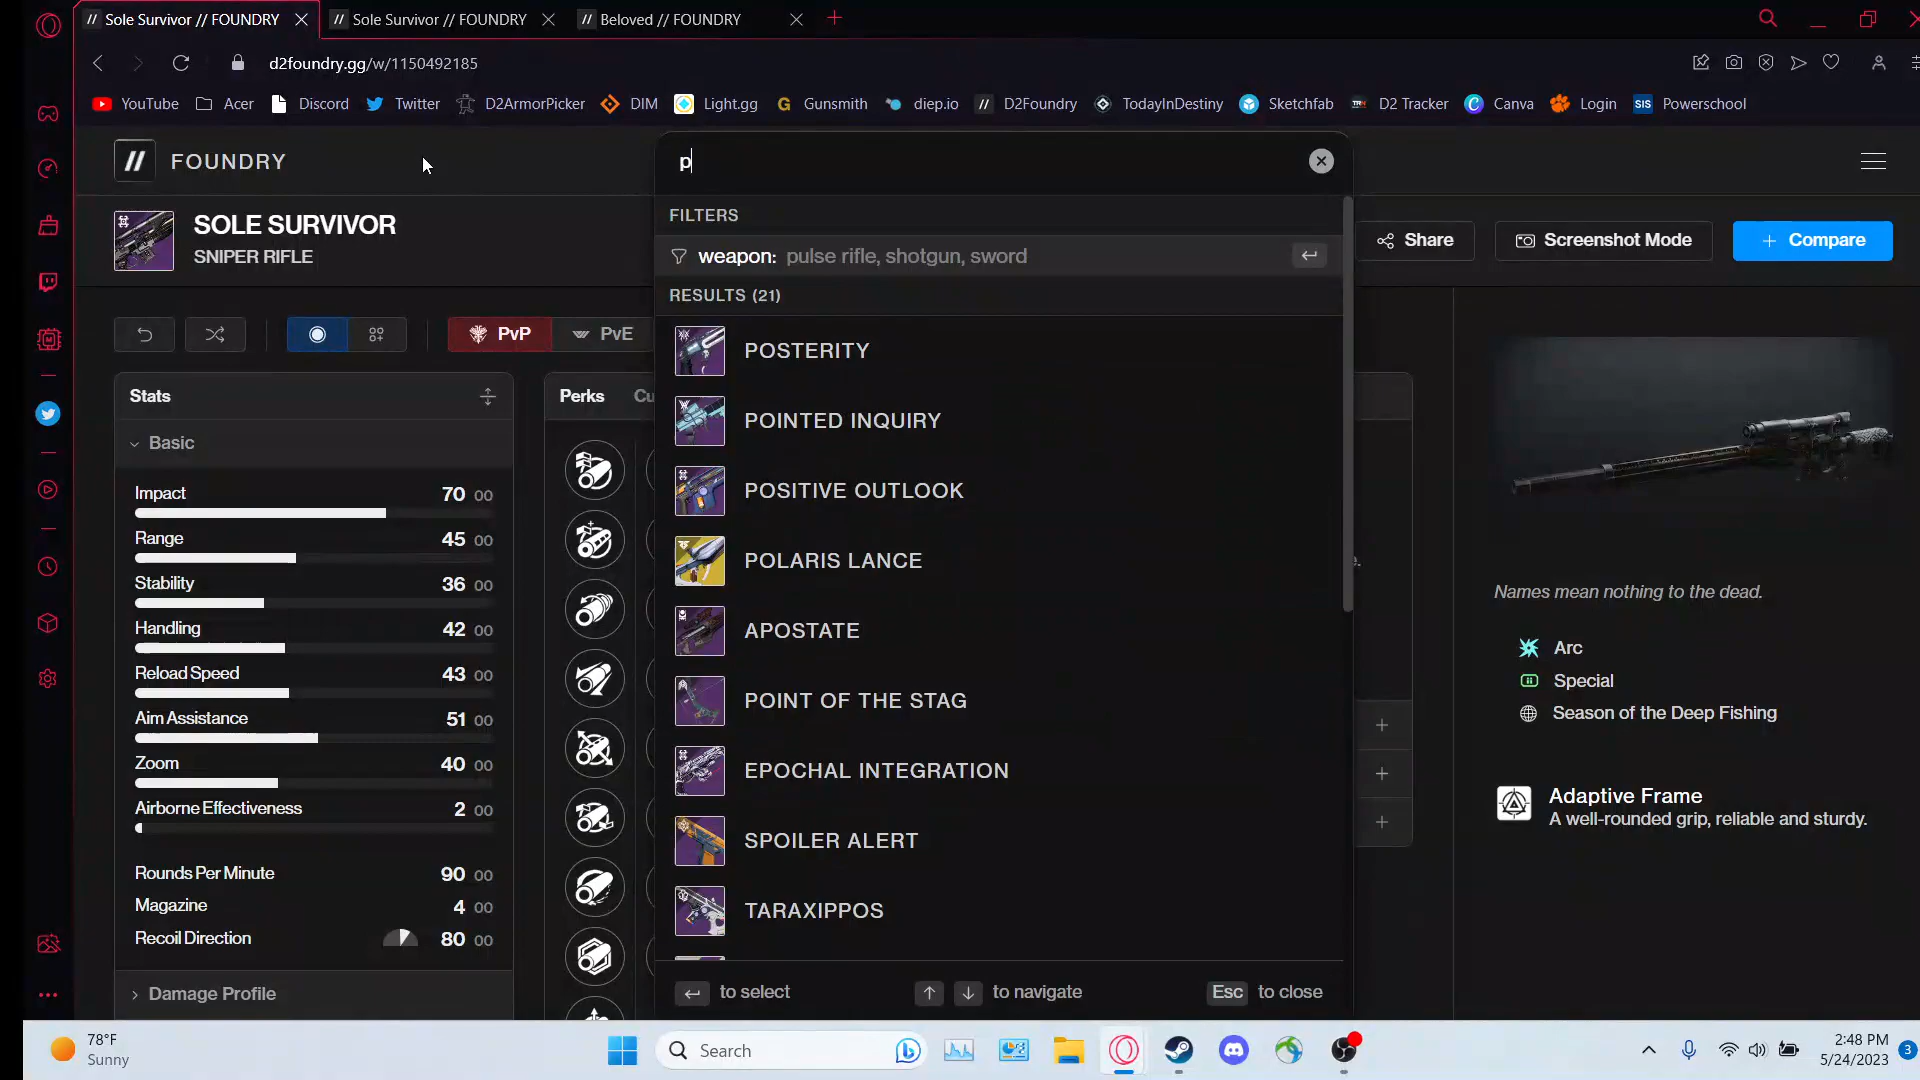 Sole Survivor // FOUNDRY
Sole Survivor // FOUNDRY
Beloved // FOUNDRY
d2foundry.gg/w/1150492185
YouTube
Acer
Discord
Twitter
D2ArmorPicker
DIM
Light.gg
Gunsmith
diep.io
D2Foundry
TodayInDestiny
Sketchfab
D2 Tracker
Canva
Login
SIS
Powerschool
FOUNDRY
p
SOLE SURVIVOR
SNIPER RIFLE
FILTERS
weapon: pulse rifle, shotgun, sword
RESULTS (21)
Share
Screenshot Mode
+ Compare
PvP
PvE
Stats
Basic
Impact 70 00
Range 45 00
Stability 36 00
Handling 42 00
Reload Speed 43 00
Aim Assistance 51 00
Zoom 40 00
Airborne Effectiveness 2 00
Rounds Per Minute 90 00
Magazine 4 00
Recoil Direction 80 00
Damage Profile
Perks
Cu
POSTERITY
POINTED INQUIRY
POSITIVE OUTLOOK
POLARIS LANCE
APOSTATE
POINT OF THE STAG
EPOCHAL INTEGRATION
SPOILER ALERT
TARAXIPPOS
to select
to navigate
Esc to close
Names mean nothing to the dead.
Arc
Special
Season of the Deep Fishing
Adaptive Frame
A well-rounded grip, reliable and sturdy.
78°F
Sunny
Search
2:48 PM
5/24/2023
3